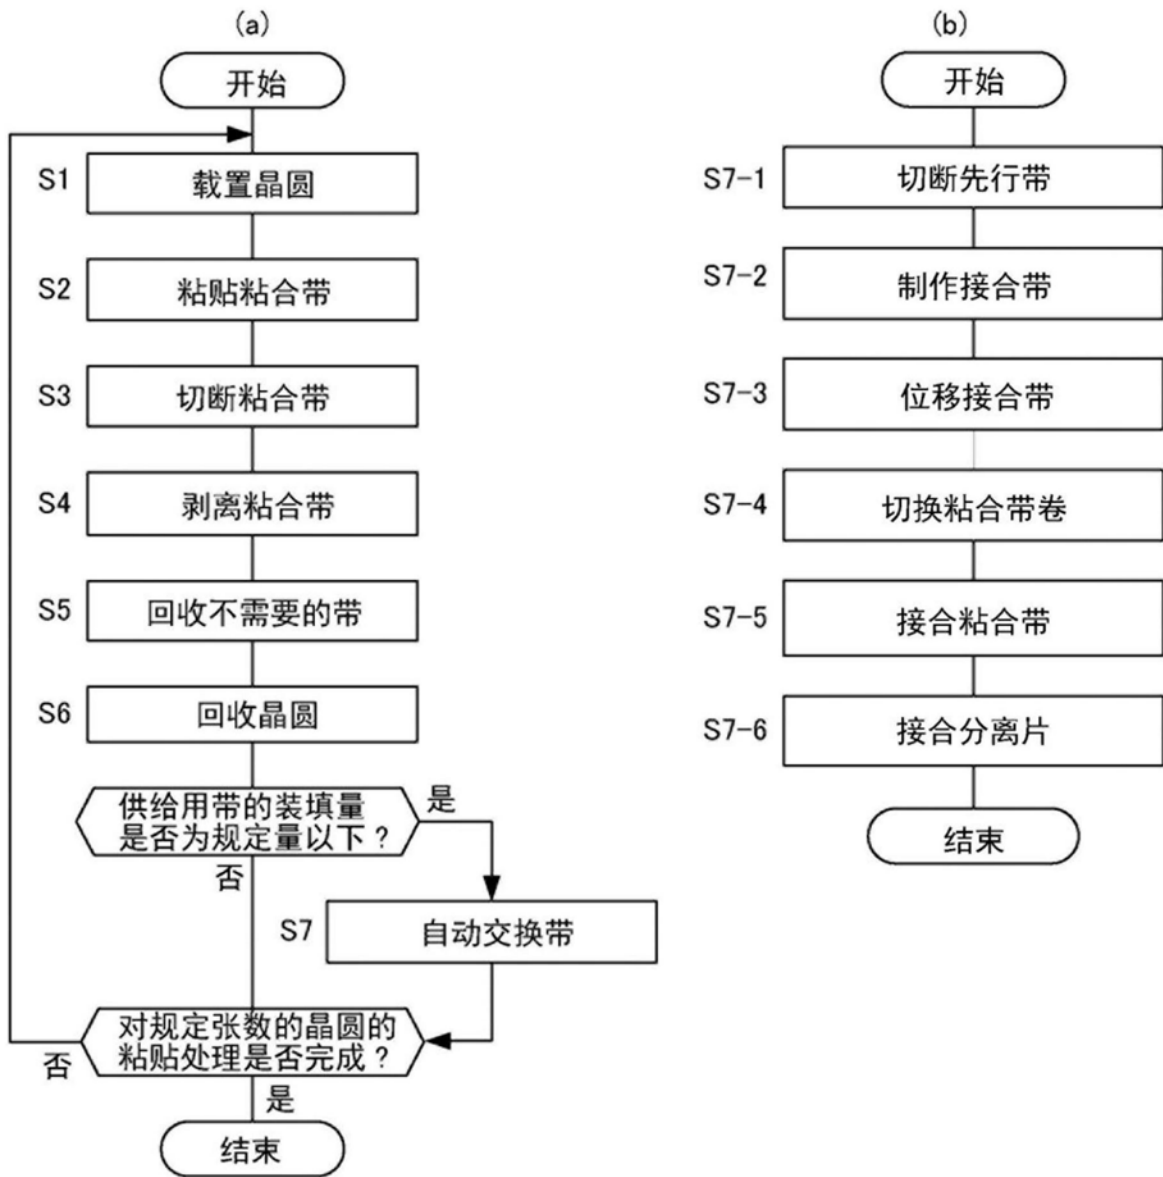 (a)
开始
S1
载置晶圆
S2
粘贴粘合带
S3
切断粘合带
S4
剥离粘合带
S5
回收不需要的带
S6
回收晶圆
供给用带的装填量
是否为规定量以下？
是
否
S7
自动交换带
对规定张数的晶圆的
粘贴处理是否完成？
否
是
结束
(b)
开始
S7-1
切断先行带
S7-2
制作接合带
S7-3
位移接合带
S7-4
切换粘合带卷
S7-5
接合粘合带
S7-6
接合分离片
结束